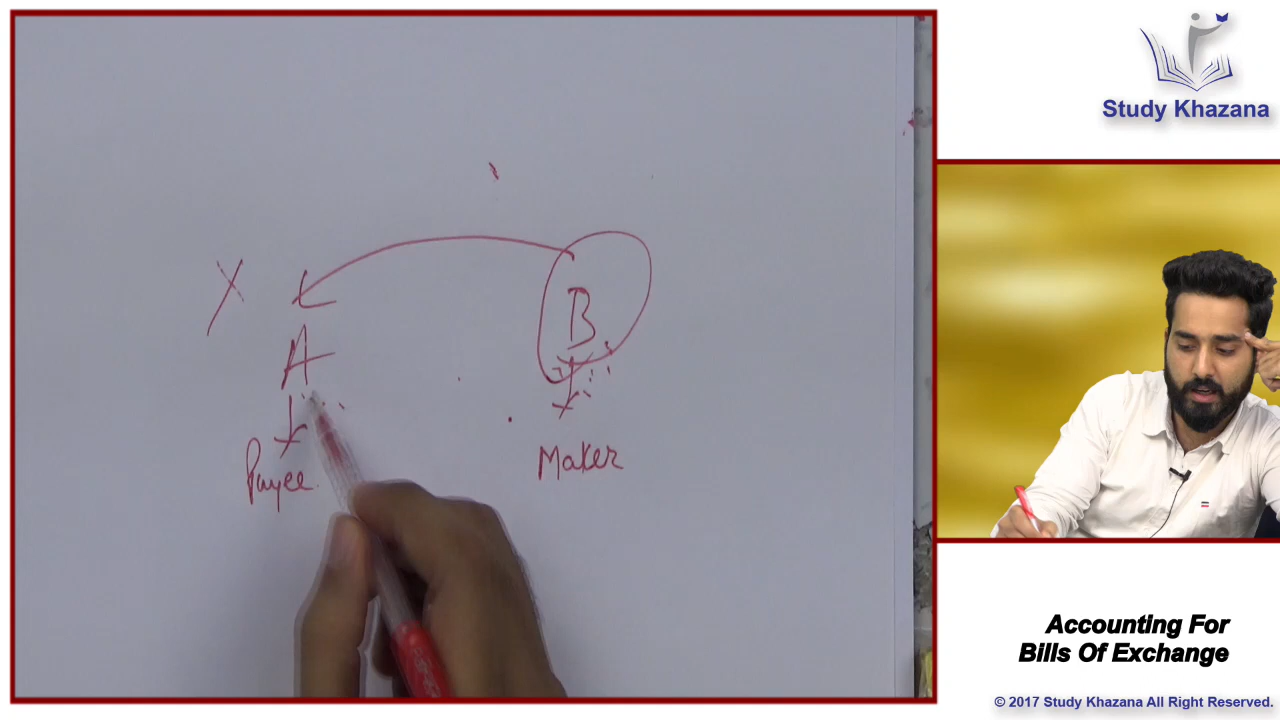 Study Khazana
X
A
B
Payee
Maker
Accounting For
Bills Of Exchange
© 2017 Study Khazana All Right Reserved.